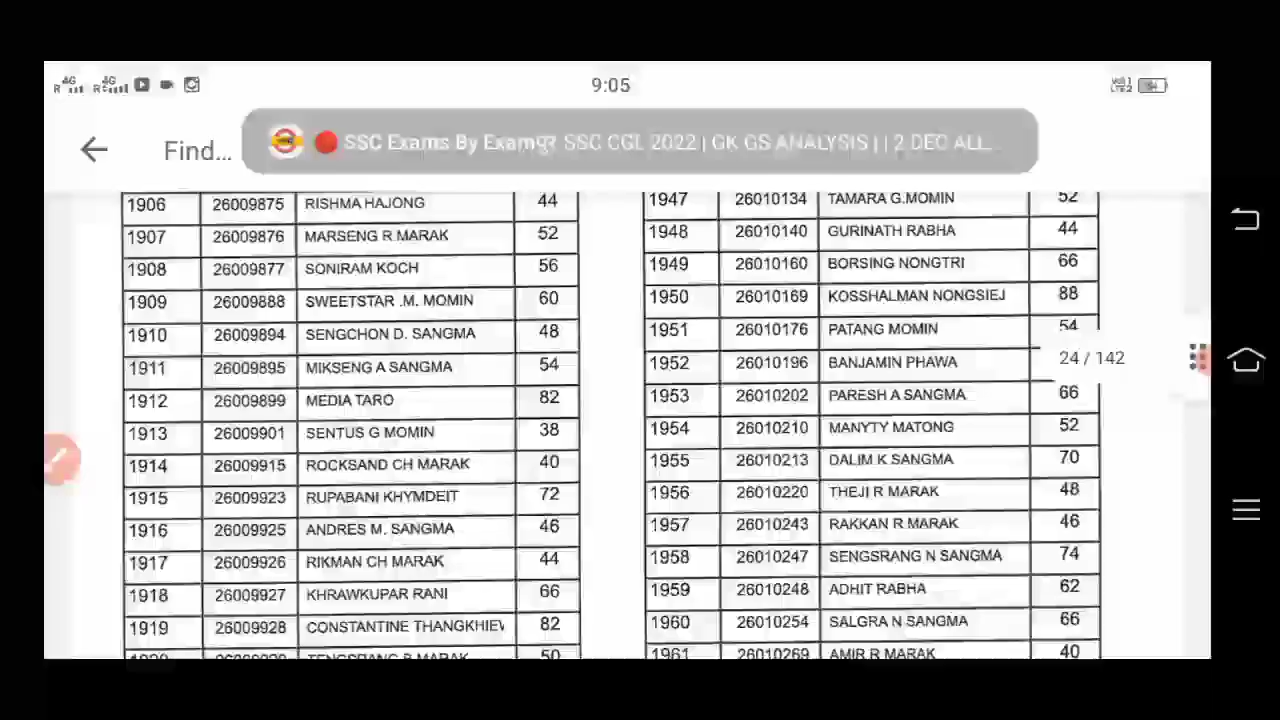 4G 4G 9:05
Find...
SSC Exams By Examपुर SSC CGL 2022 | GK GS ANALYSIS | | 2 DEC ALL...
1906 26009875 RISHMA HAJONG 44
1907 26009876 MARSENG R MARAK 52
1908 26009877 SONIRAM KOCH 56
1909 26009888 SWEETSTAR .M. MOMIN 60
1910 26009894 SENGCHON D. SANGMA 48
1911 26009895 MIKSENG A SANGMA 54
1912 26009899 MEDIA TARO 82
1913 26009901 SENTUS G MOMIN 38
1914 26009915 ROCKSAND CH MARAK 40
1915 26009923 RUPABANI KHYMDEIT 72
1916 26009925 ANDRES M. SANGMA 46
1917 26009926 RIKMAN CH MARAK 44
1918 26009927 KHRAWKUPAR RANI 66
1919 26009928 CONSTANTINE THANGKHIEW 82
50
1947 26010134 TAMARA G.MOMIN 52
1948 26010140 GURINATH RABHA 44
1949 26010160 BORSING NONGTRI 66
1950 26010169 KOSSHALMAN NONGSIEJ 88
1951 26010176 PATANG MOMIN 54
1952 26010196 BANJAMIN PHAWA
24 / 142
1953 26010202 PARESH A SANGMA 66
1954 26010210 MANYTY MATONG 52
1955 26010213 DALIM K SANGMA 70
1956 26010220 THEJI R MARAK 48
1957 26010243 RAKKAN R MARAK 46
1958 26010247 SENGSRANG N SANGMA 74
1959 26010248 ADHIT RABHA 62
1960 26010254 SALGRA N SANGMA 66
1961 26010269 AMIR R MARAK 40